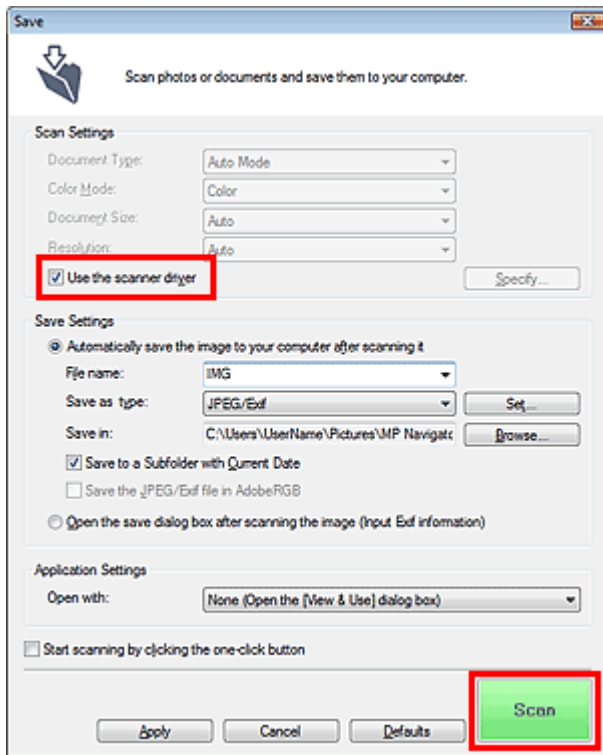 Save
Scan photos or documents and save them to your computer.
Scan Settings
Document Type: Auto Mode
Color Mode: Color
Document Size: Auto
Resolution: Auto
Use the scanner driver Specify...
Save Settings
Automatically save the image to your computer after scanning it
File name: IMG
Save as type: JPEG/Exif Set...
Save in: C:\Users\UserName\Pictures\MP Navigato Browse...
Save to a Subfolder with Current Date
Save the JPEG/Exif file in AdobeRGB
Open the save dialog box after scanning the image (Input Exif information)
Application Settings
Open with: None (Open the [View & Use] dialog box)
Start scanning by clicking the one-click button
Scan
Apply Cancel Defaults